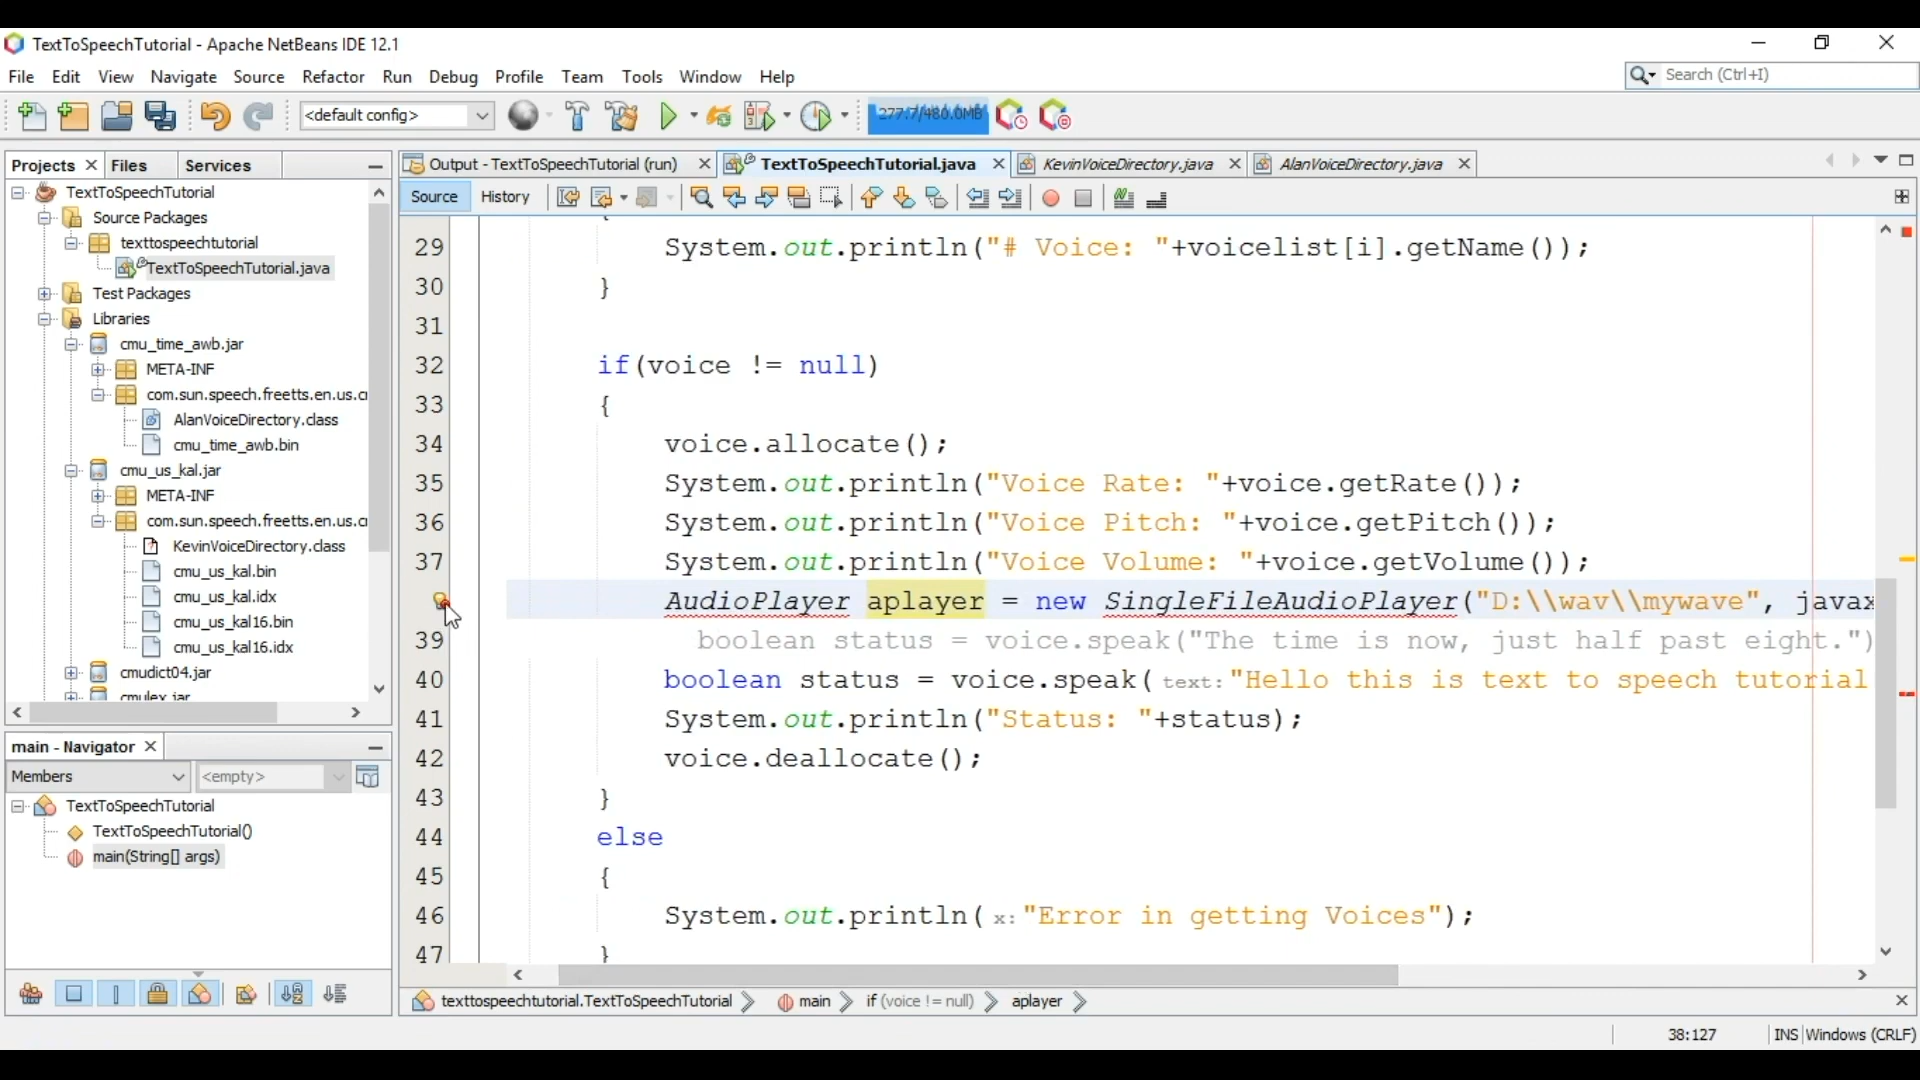 TextToSpeechTutorial - Apache NetBeans IDE 12.1
File Edit View Navigate Source Refactor Run Debug Profile Team Tools Window Help
Search (Ctrl+I)
<default config>
277.7/480.0MB
Projects Files Services
Output - TextToSpeechTutorial (run) TextToSpeechTutorial.java KevinVoiceDirectory.java AlanVoiceDirectory.java
Source History
TextToSpeechTutorial
Source Packages
texttospeechtutorial
TextToSpeechTutorial.java
Test Packages
Libraries
cmu_time_awb.jar
META-INF
com.sun.speech.freetts.en.us.c
AlanVoiceDirectory.class
cmu_time_awb.bin
cmu_us_kal.jar
META-INF
com.sun.speech.freetts.en.us.c
KevinVoiceDirectory.class
cmu_us_kal.bin
cmu_us_kal.idx
cmu_us_kal16.bin
cmu_us_kal16.idx
cmudict04.jar
cmulex.jar
main - Navigator
Members <empty>
TextToSpeechTutorial
TextToSpeechTutorial()
main(String[] args)
29 System.out.println("# Voice: "+voicelist[i].getName());
30 }
31
32 if(voice != null)
33 {
34 voice.allocate();
35 System.out.println("Voice Rate: "+voice.getRate());
36 System.out.println("Voice Pitch: "+voice.getPitch());
37 System.out.println("Voice Volume: "+voice.getVolume());
AudioPlayer aplayer = new SingleFileAudioPlayer("D:\\wav\\mywave", javax
39 boolean status = voice.speak("The time is now, just half past eight.")
40 boolean status = voice.speak( text: "Hello this is text to speech tutorial
41 System.out.println("Status: "+status);
42 voice.deallocate();
43 }
44 else
45 {
46 System.out.println( x: "Error in getting Voices");
47 }
texttospeechtutorial.TextToSpeechTutorial main if (voice != null) aplayer
38:127 INS Windows (CRLF)